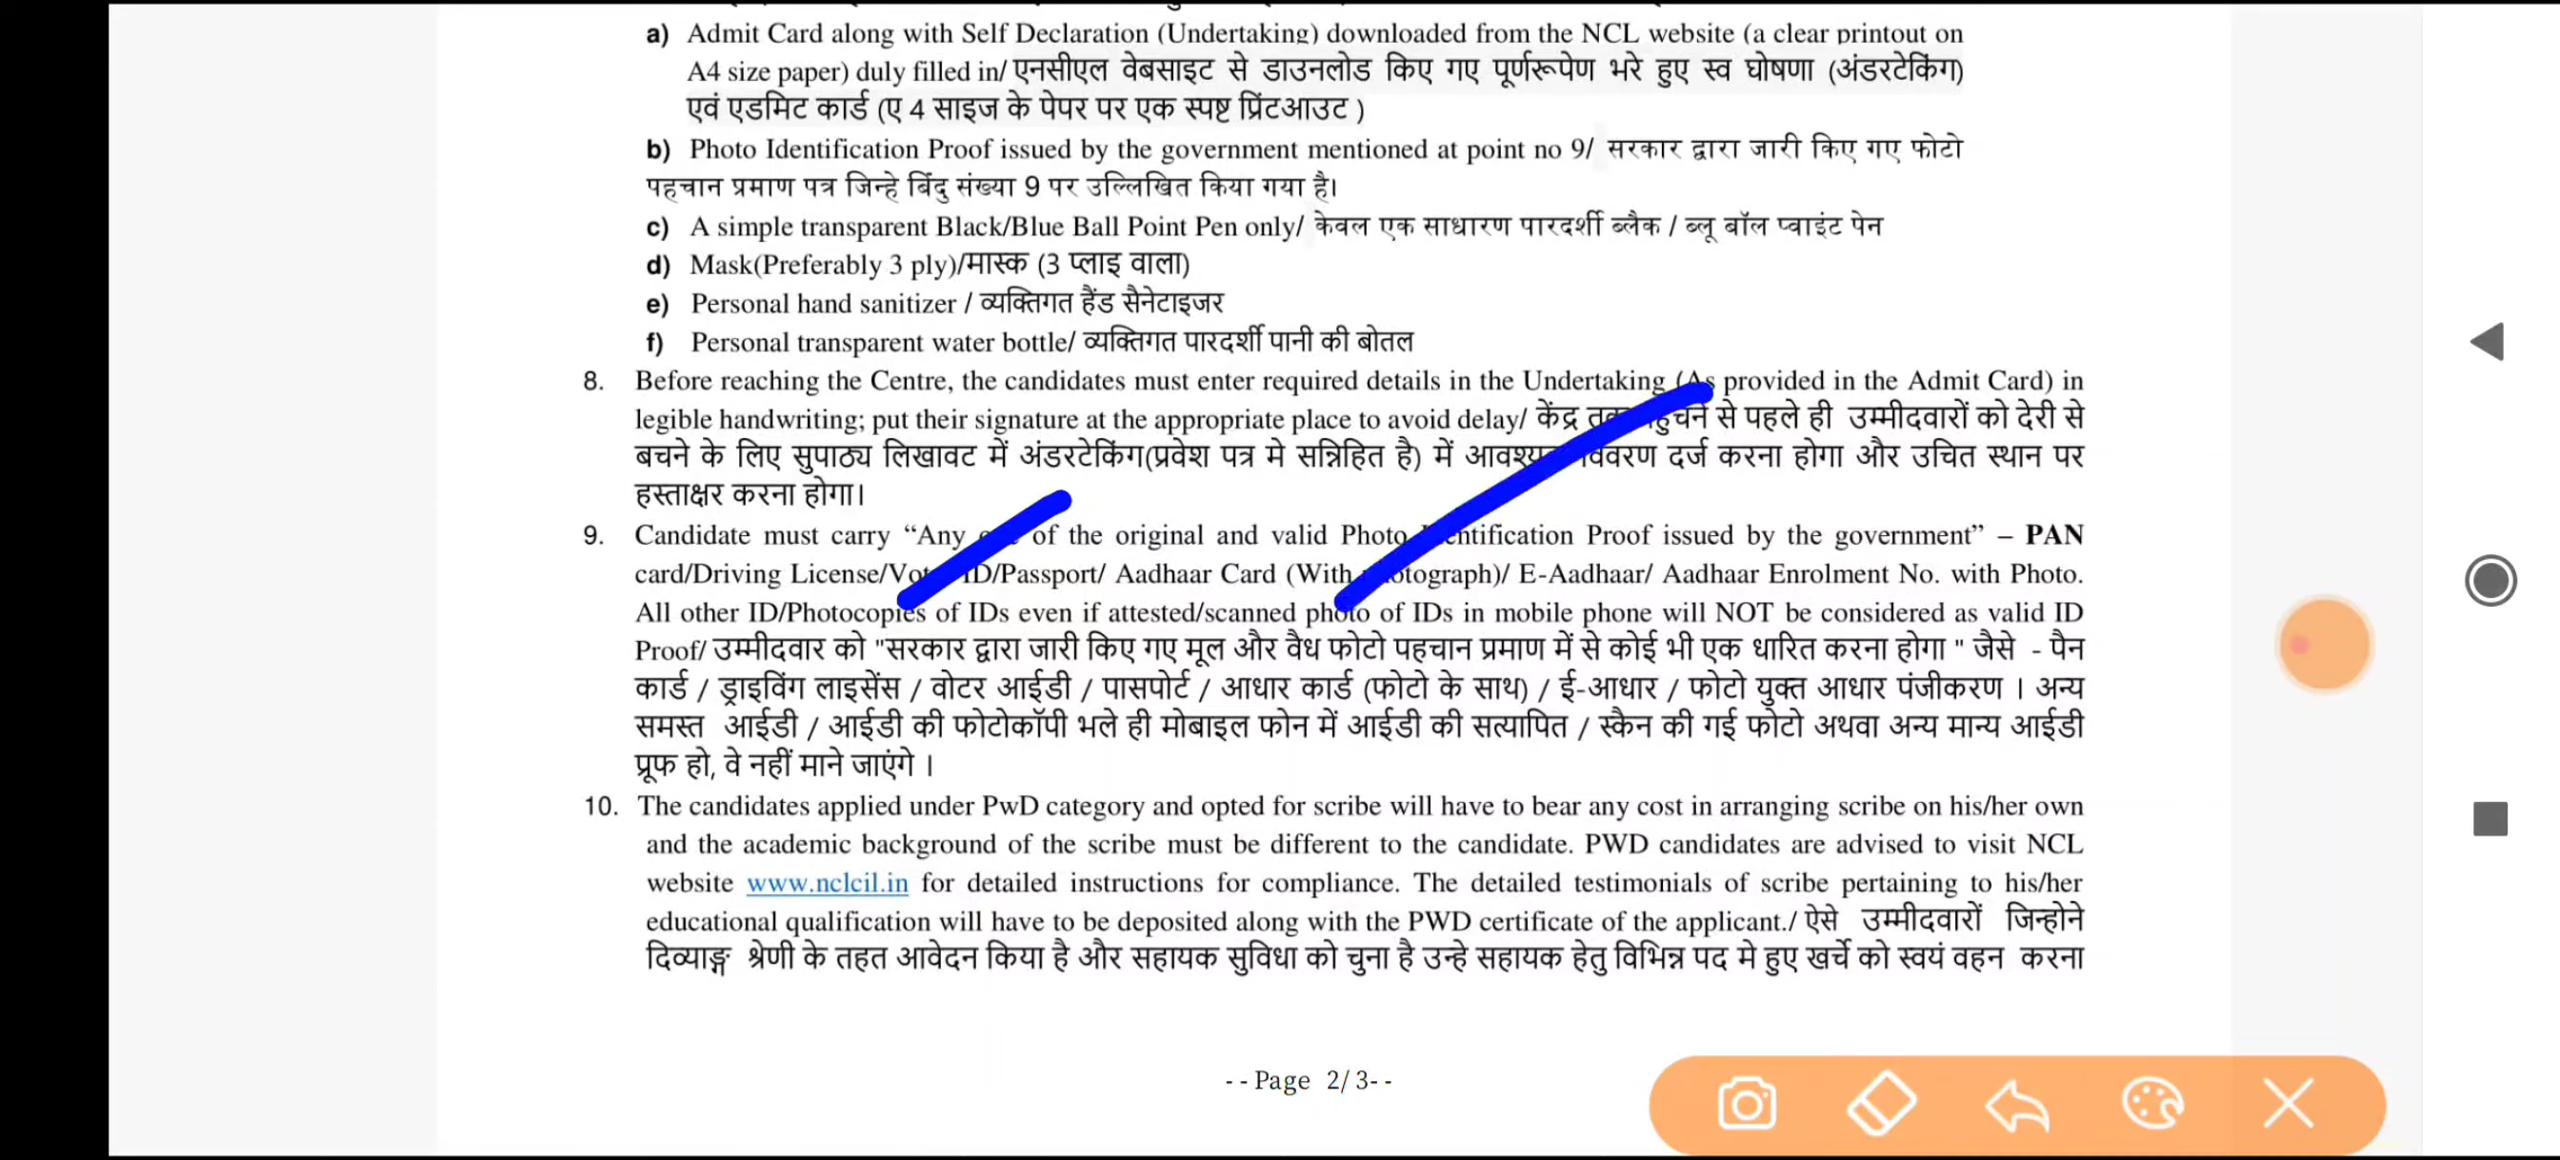 a) Admit Card along with Self Declaration (Undertaking) downloaded from the NCL website (a clear printout on
A4 size paper) duly filled in/ एनसीएल वेबसाइट से डाउनलोड किए गए पूर्णरूपेण भरे हुए स्व घोषणा (अंडरटेकिंग)
एवं एडमिट कार्ड (ए 4 साइज के पेपर पर एक स्पष्ट प्रिंटआउट )
b) Photo Identification Proof issued by the government mentioned at point no 9/ सरकार द्वारा जारी किए गए फोटो
पहचान प्रमाण पत्र जिन्हे बिंदु संख्या 9 पर उल्लिखित किया गया है।
c) A simple transparent Black/Blue Ball Point Pen only/ केवल एक साधारण पारदर्शी ब्लैक / ब्लू बॉल प्वाइंट पेन
d) Mask(Preferably 3 ply)/मास्क (3 प्लाइ वाला)
e) Personal hand sanitizer / व्यक्तिगत हैंड सैनेटाइजर
f) Personal transparent water bottle/ व्यक्तिगत पारदर्शी पानी की बोतल
8. Before reaching the Centre, the candidates must enter required details in the Undertaking (As provided in the Admit Card) in
legible handwriting; put their signature at the appropriate place to avoid delay/ केंद्र से पहले ही उम्मीदवारों को देरी से
बचने के लिए सुपाठ्य लिखावट में अंडरटेकिंग(प्रवेश पत्र मे सन्निहित है) में विवरण दर्ज करना होगा और उचित स्थान पर
हस्ताक्षर करना होगा।
9. Candidate must carry “Any of the original and valid Photo Proof issued by the government” – PAN
card/Driving License/Voter ID/Passport/ Aadhaar Card (With Photograph)/ E-Aadhaar/ Aadhaar Enrolment No. with Photo.
All other ID/Photocopies of IDs even if attested/scanned photo of IDs in mobile phone will NOT be considered as valid ID
Proof/ उम्मीदवार को "सरकार द्वारा जारी किए गए मूल और वैध फोटो पहचान प्रमाण में से कोई भी एक धारित करना होगा " जैसे - पैन
कार्ड / ड्राइविंग लाइसेंस / वोटर आईडी / पासपोर्ट / आधार कार्ड (फोटो के साथ) / ई-आधार / फोटो युक्त आधार पंजीकरण । अन्य
समस्त आईडी / आईडी की फोटोकॉपी भले ही मोबाइल फोन में आईडी की सत्यापित / स्कैन की गई फोटो अथवा अन्य मान्य आईडी
प्रूफ हो, वे नहीं माने जाएंगे ।
10. The candidates applied under PwD category and opted for scribe will have to bear any cost in arranging scribe on his/her own
and the academic background of the scribe must be different to the candidate. PWD candidates are advised to visit NCL
website www.nclcil.in for detailed instructions for compliance. The detailed testimonials of scribe pertaining to his/her
educational qualification will have to be deposited along with the PWD certificate of the applicant./ ऐसे उम्मीदवारों जिन्होने
दिव्याङ्ग श्रेणी के तहत आवेदन किया है और सहायक सुविधा को चुना है उन्हे सहायक हेतु विभिन्न पद मे हुए खर्चे को स्वयं वहन करना
--Page 2/3--